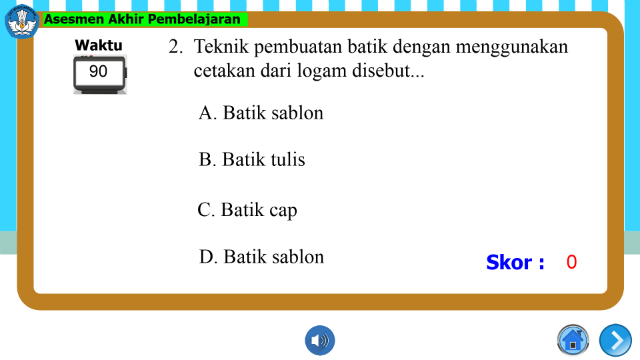 Asesmen Akhir Pembelajaran
Waktu
90
2. Teknik pembuatan batik dengan menggunakan
cetakan dari logam disebut...
A. Batik sablon
B. Batik tulis
C. Batik cap
D. Batik sablon
Skor : 0